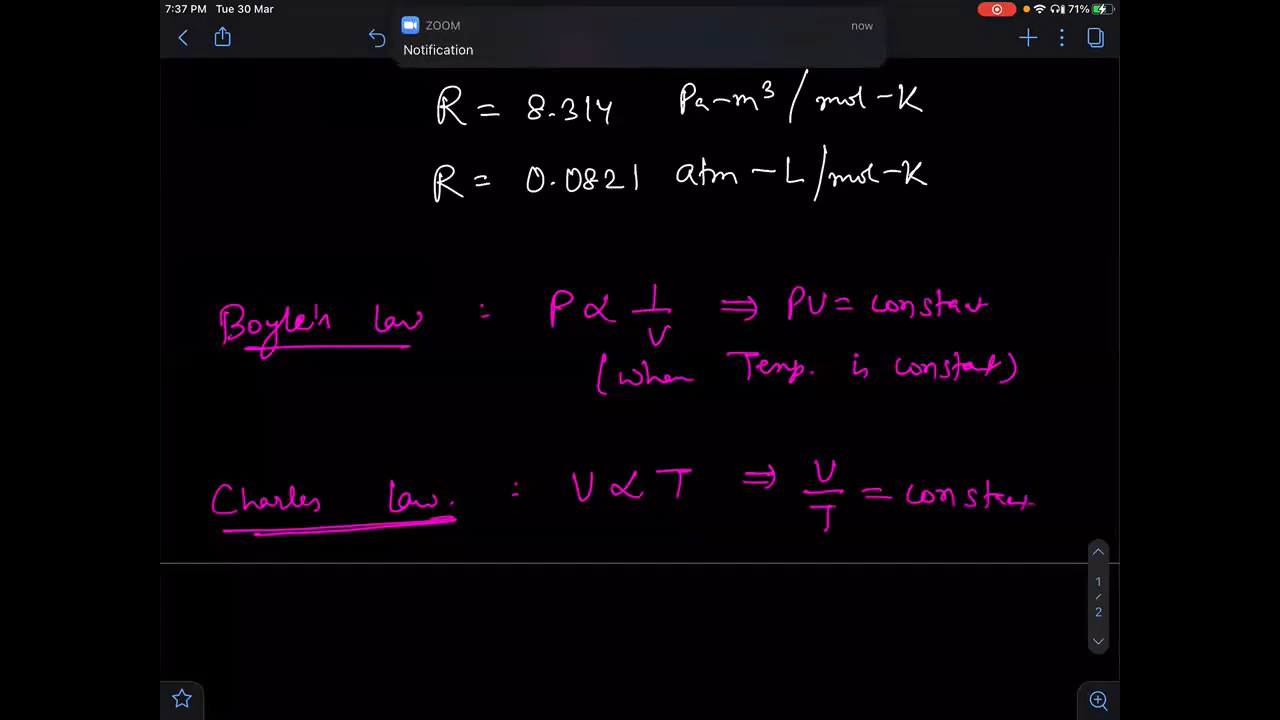 7:37 PM Tue 30 Mar
71%
ZOOM
now
Notification
R = 8.314 Pa-m³/mol-K
R = 0.0821 atm-L/mol-K
Boyle's law : P ∝ 1/V ⇒ PV = constant
(when Temp. is constant)
Charles law. : V ∝ T ⇒ V/T = constant
1
/
2